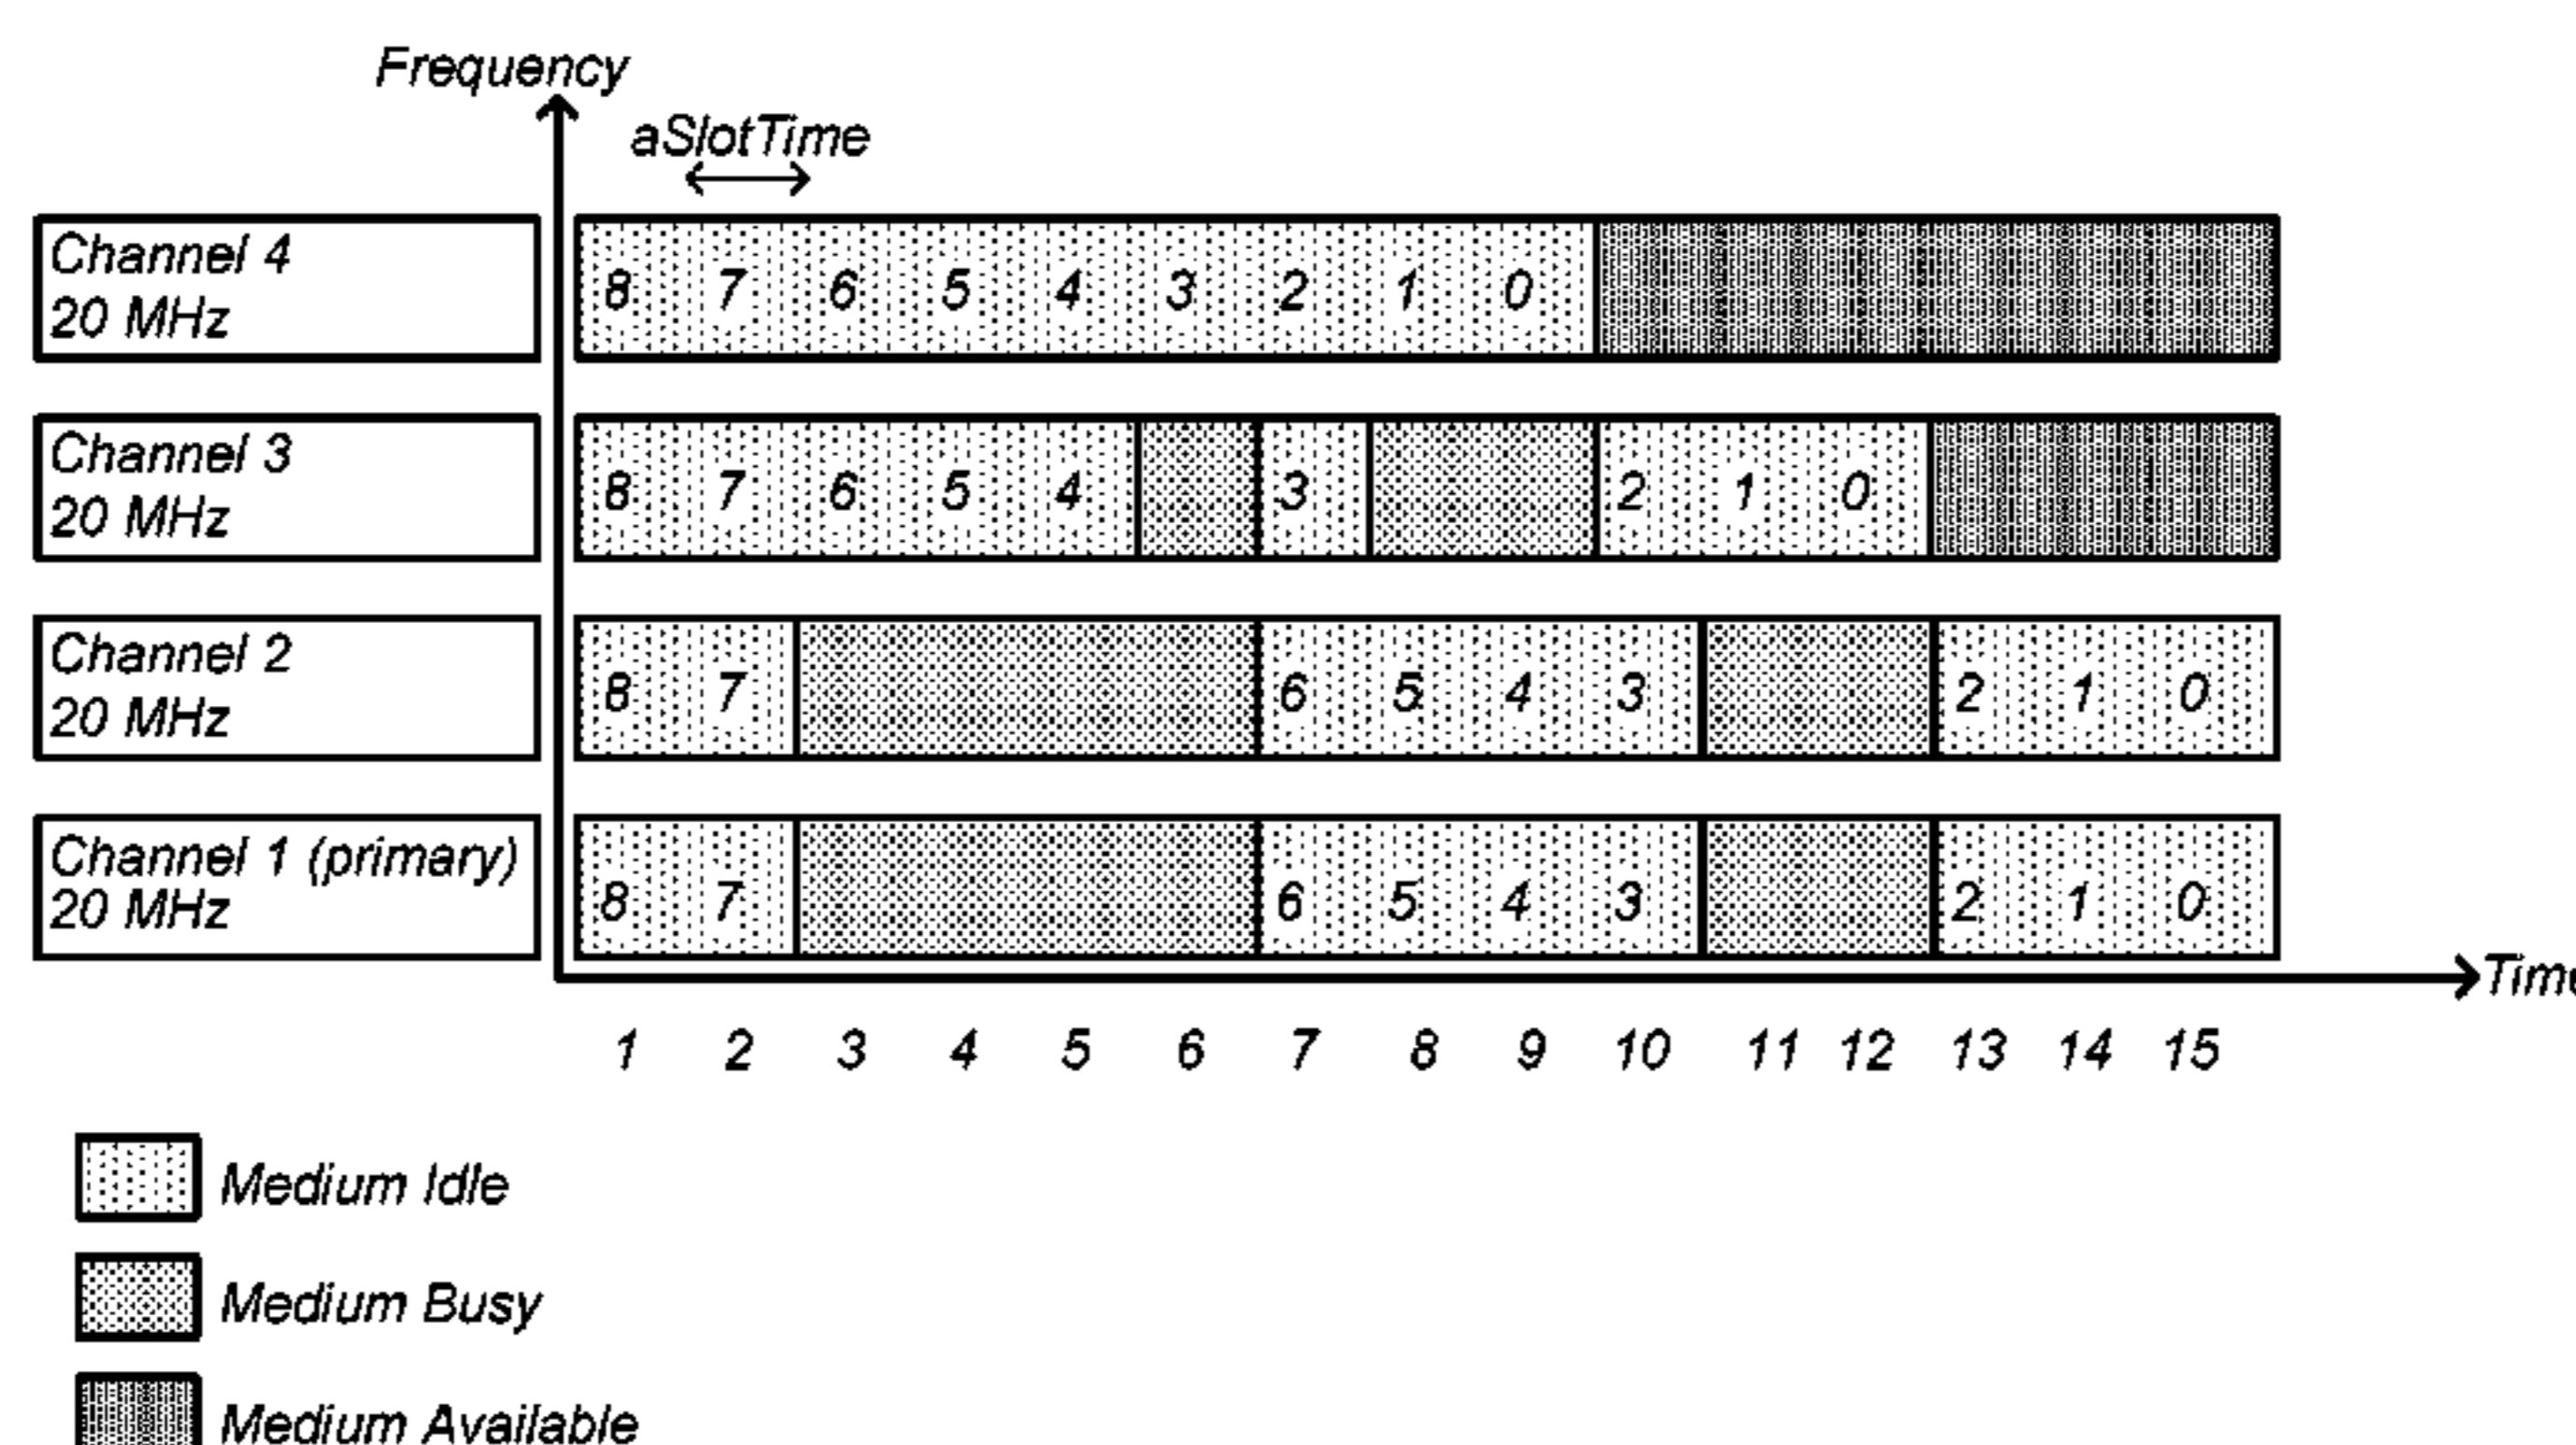 Frequency
aSlotTime
Channel 4
20 MHz
8 7 6 5 4 3 2 1 0
Channel 3
20 MHz
8 7 6 5 4 3 2 1 0
Channel 2
20 MHz
8 7 6 5 4 3 2 1 0
Channel 1 (primary)
20 MHz
8 7 6 5 4 3 2 1 0
Time
1 2 3 4 5 6 7 8 9 10 11 12 13 14 15
Medium Idle
Medium Busy
Medium Available